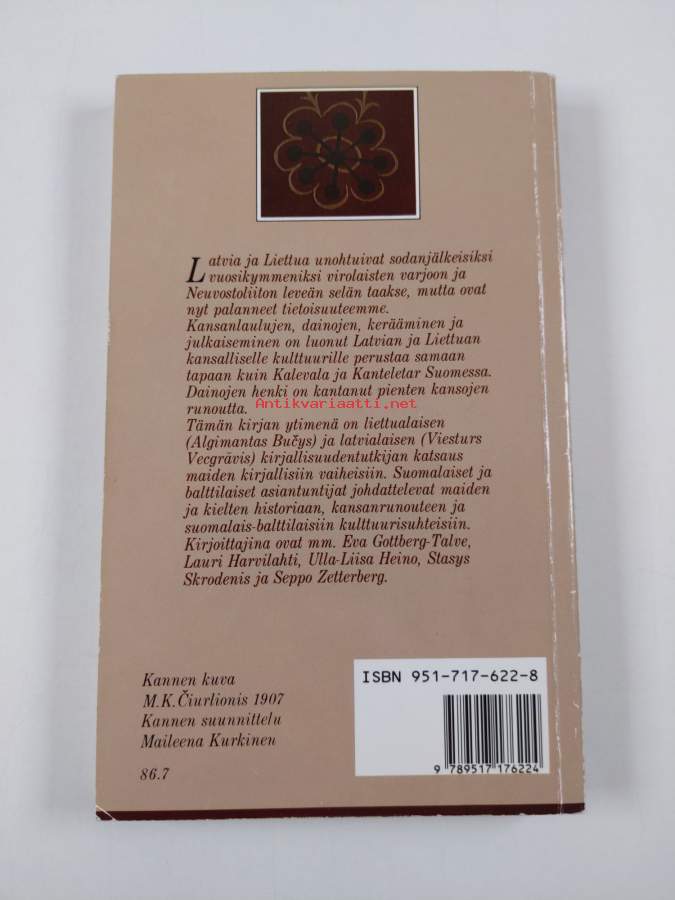 Latvia ja Liettua unohtuivat sodanjälkeisiksi
vuosikymmeniksi virolaisten varjoon ja
Neuvostoliiton leveän selän taakse, mutta ovat
nyt palanneet tietoisuuteemme.
Kansanlaulujen, dainojen, kerääminen ja
julkaiseminen on luonut Latvian ja Liettuan
kansalliselle kulttuurille perustaa samaan
tapaan kuin Kalevala ja Kanteletar Suomessa.
Dainojen henki on kantanut pienten kansojen
runoutta.
Antikvariaatti.net
Tämän kirjan ytimenä on liettualaisen
(Algimantas Bučys) ja latvialaisen (Viesturs
Vecgrāvis) kirjallisuudentutkijan katsaus
maiden kirjallisiin vaiheisiin. Suomalaiset ja
balttilaiset asiantuntijat johdattelevat maiden
ja kielten historiaan, kansanrunouteen ja
suomalais-balttilaisiin kulttuurisuhteisiin.
Kirjoittajina ovat mm. Eva Gottberg-Talve,
Lauri Harvilahti, Ulla-Liisa Heino, Stasys
Skrodenis ja Seppo Zetterberg.
Kannen kuva
M.K.Čiurlionis 1907
Kannen suunnittelu
Maileena Kurkinen
86.7
ISBN 951-717-622-8
9 789517 176224